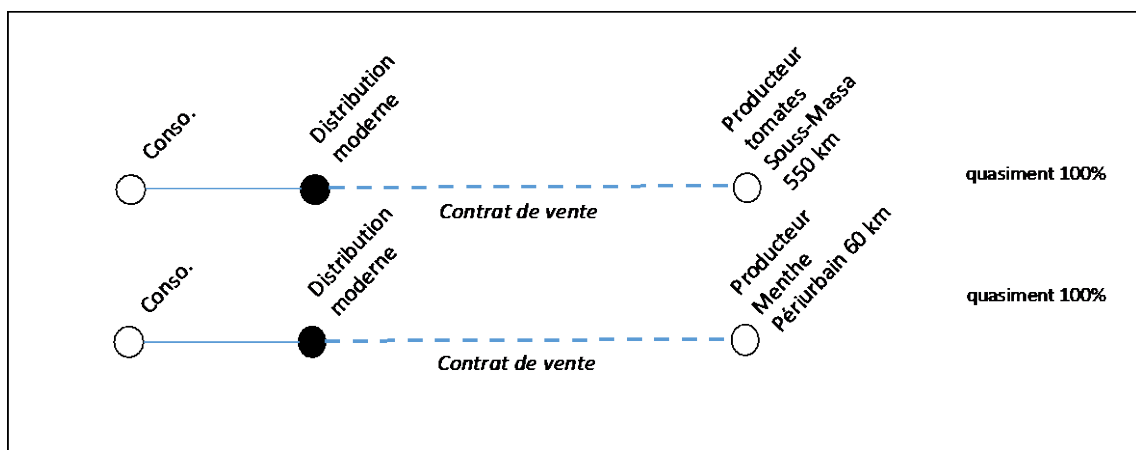 Conso.
Distribution
moderne
Producteur
tomates
Souss-Massa
550 km
quasiment 100%
Contrat de vente
Conso.
Distribution
moderne
Producteur
Menthe
Périurbain 60 km
quasiment 100%
Contrat de vente